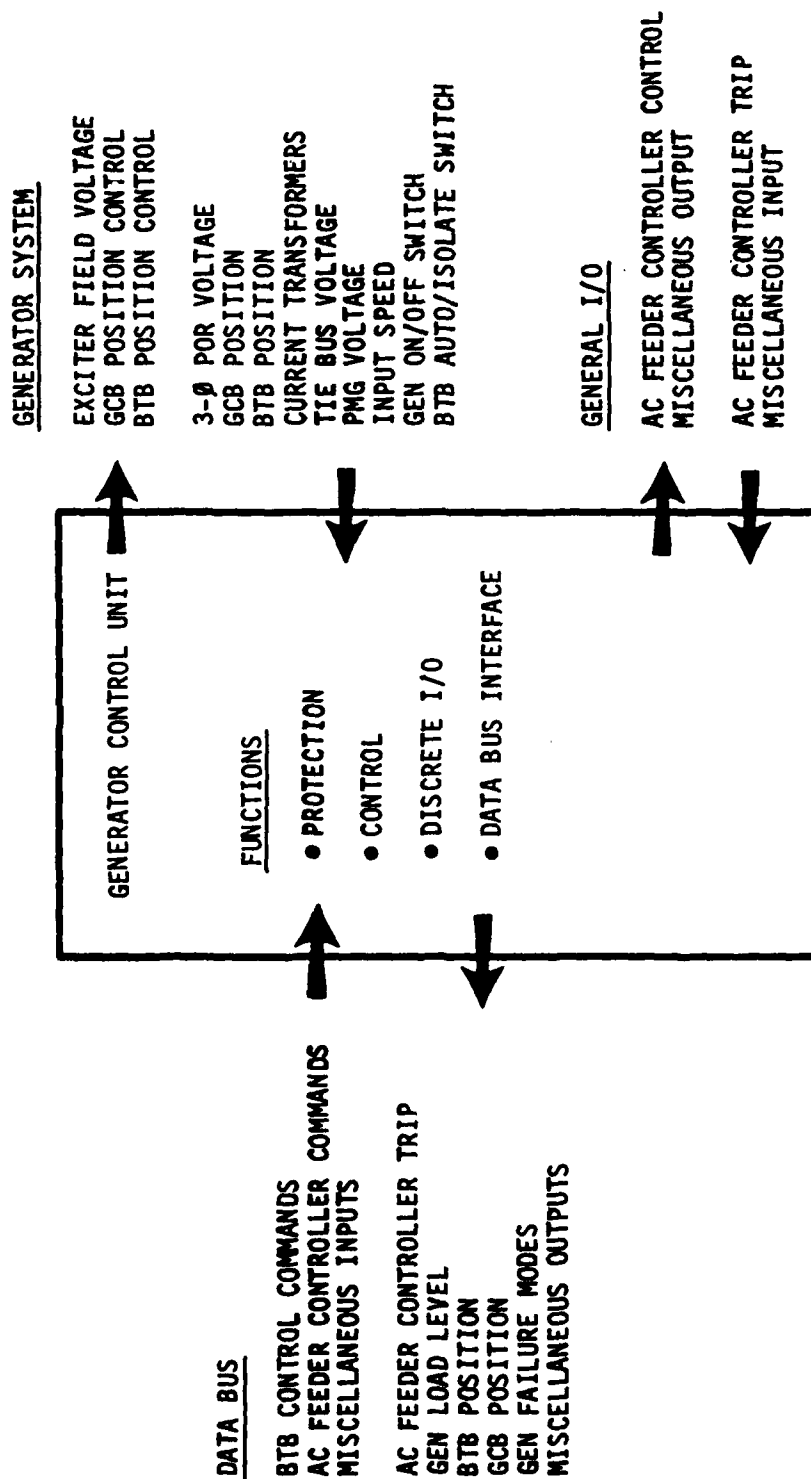 DATA BUS
BTB CONTROL COMMANDS
AC FEEDER CONTROLLER COMMANDS
MISCELLANEOUS INPUTS
AC FEEDER CONTROLLER TRIP
GEN LOAD LEVEL
BTB POSITION
GCB POSITION
GEN FAILURE MODES
MISCELLANEOUS OUTPUTS
GENERATOR CONTROL UNIT
FUNCTIONS
● PROTECTION
● CONTROL
● DISCRETE I/O
● DATA BUS INTERFACE
GENERATOR SYSTEM
EXCITER FIELD VOLTAGE
GCB POSITION CONTROL
BTB POSITION CONTROL
3-Ø POR VOLTAGE
GCB POSITION
BTB POSITION
CURRENT TRANSFORMERS
TIE BUS VOLTAGE
PMG VOLTAGE
INPUT SPEED
GEN ON/OFF SWITCH
BTB AUTO/ISOLATE SWITCH
GENERAL I/O
AC FEEDER CONTROLLER CONTROL
MISCELLANEOUS OUTPUT
AC FEEDER CONTROLLER TRIP
MISCELLANEOUS INPUT